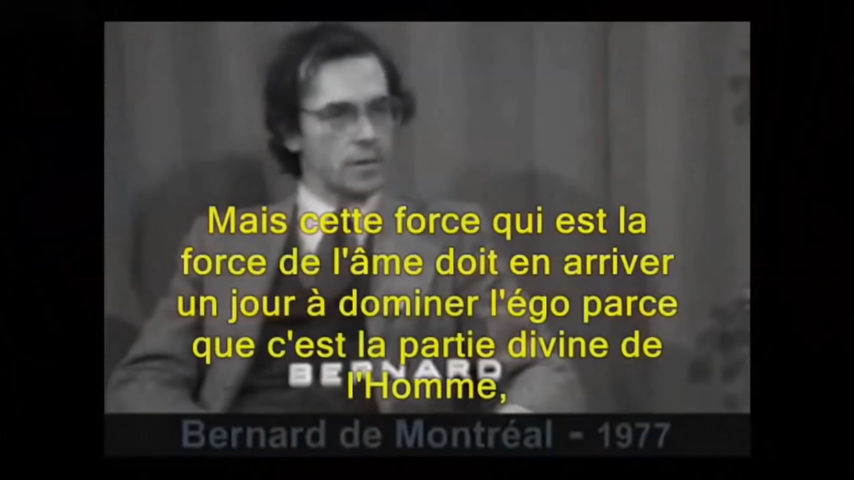 Mais cette force qui est la
force de l'âme doit en arriver
un jour à dominer l'égo parce
que c'est la partie divine de
BERNARD
l'Homme,
Bernard de Montréal - 1977